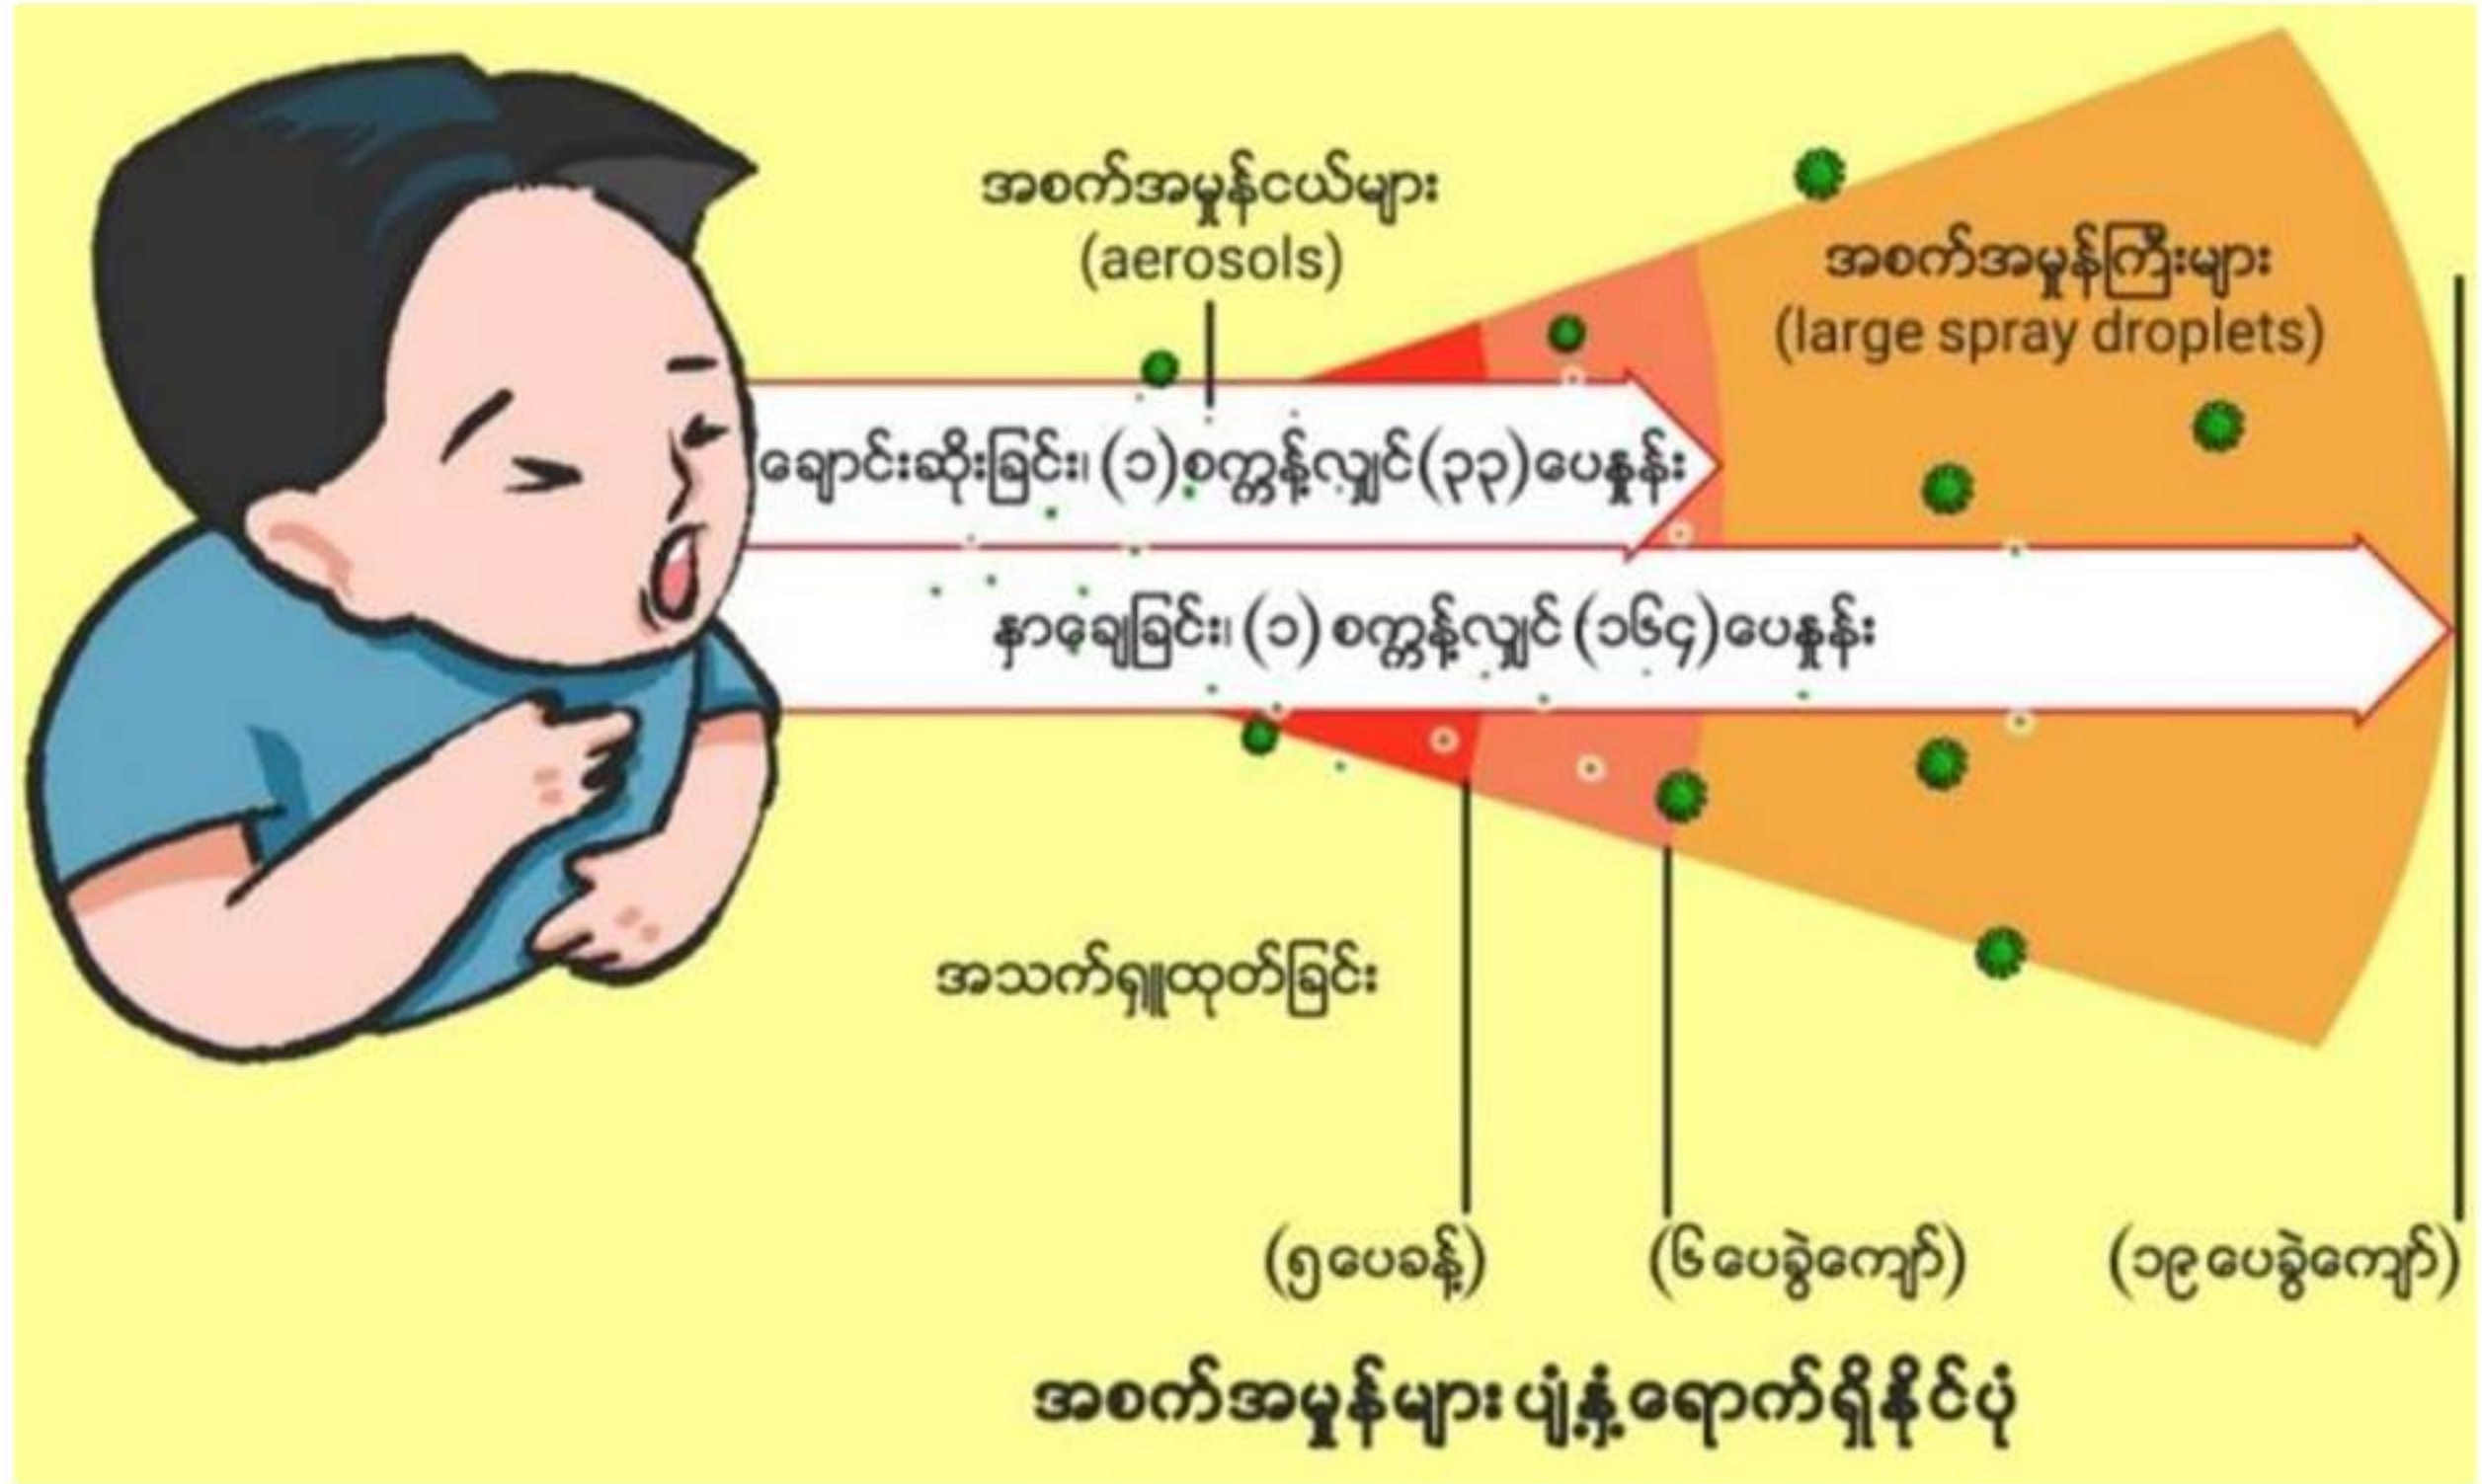 အစက်အမှုန်ငယ်များ
(aerosols)
အစက်အမှုန်ကြီးများ
(large spray droplets)
ချောင်းဆိုးခြင်း၊ (၁)စက္ကန့်လျှင်(၃၃)ပေနှုန်း
နှာချေခြင်း၊ (၁) စက္ကန့်လျှင် (၁၆၄)ပေနှုန်း
အသက်ရှူထုတ်ခြင်း
(၅ပေခန့်)
(၆ပေခွဲကျော်)
(၁၉ပေခွဲကျော်)
အစက်အမှုန်များ ပျံ့နှံ့ရောက်ရှိနိုင်ပုံ